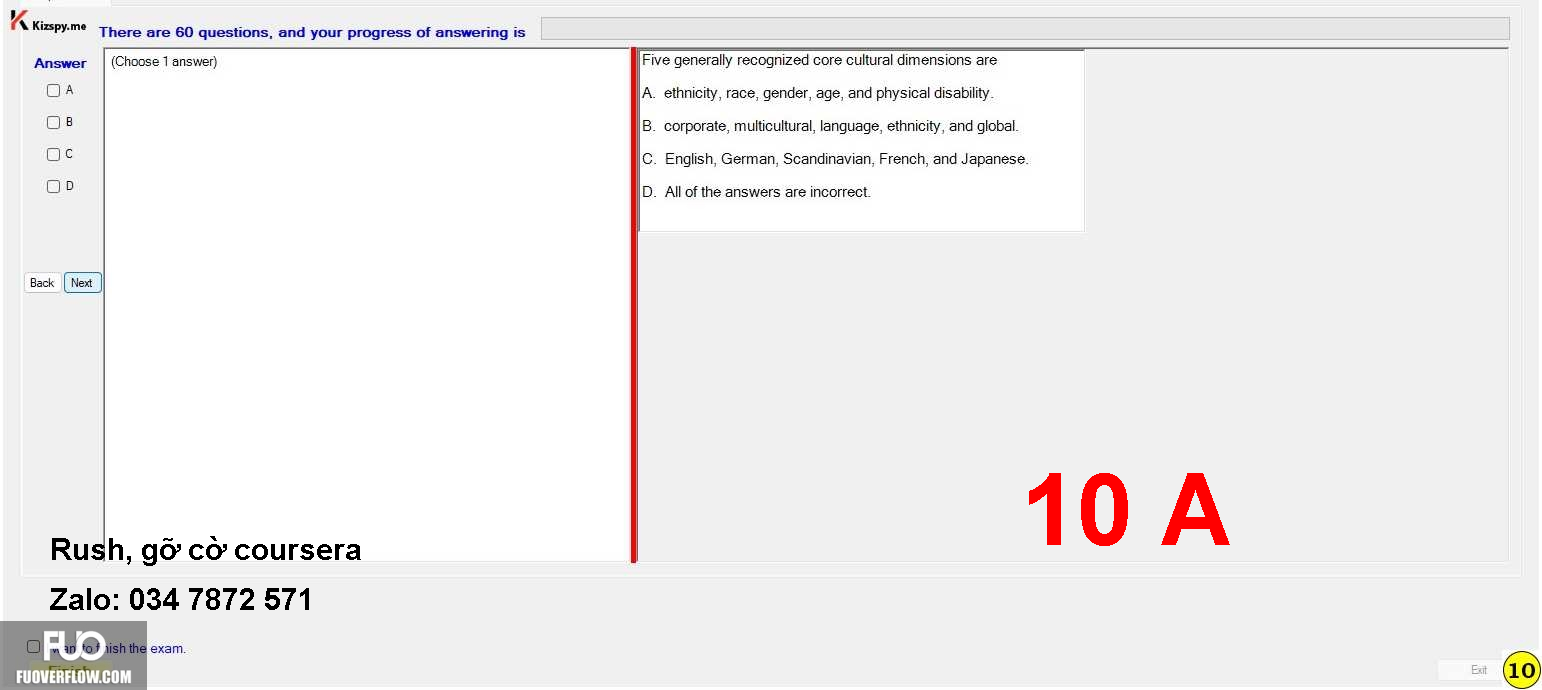 Kizspy.me
There are 60 questions, and your progress of answering is
Answer
(Choose 1 answer)
A
B
C
D
Back Next
Five generally recognized core cultural dimensions are
A. ethnicity, race, gender, age, and physical disability.
B. corporate, multicultural, language, ethnicity, and global.
C. English, German, Scandinavian, French, and Japanese.
D. All of the answers are incorrect.
10 A
Rush, gỡ cờ coursera
Zalo: 034 7872 571
FUO
want to finish the exam.
Finish
FUOVERFLOW.COM
Exit
10